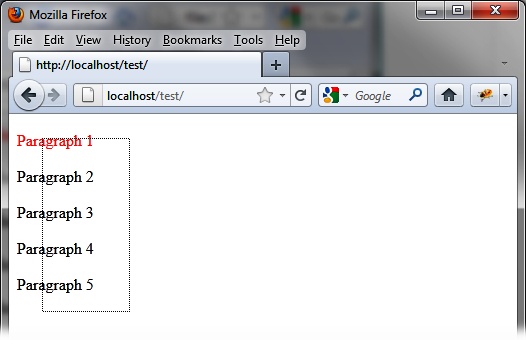 Mozilla Firefox
File Edit View History Bookmarks Tools Help
http://localhost/test/
localhost/test/ Google
Paragraph 1
Paragraph 2
Paragraph 3
Paragraph 4
Paragraph 5